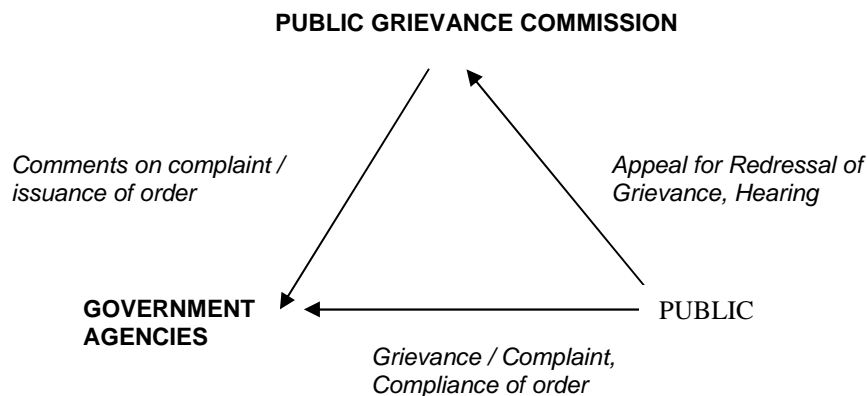 PUBLIC GRIEVANCE COMMISSION
Comments on complaint /
issuance of order
Appeal for Redressal of
Grievance, Hearing
GOVERNMENT
AGENCIES
PUBLIC
Grievance / Complaint,
Compliance of order